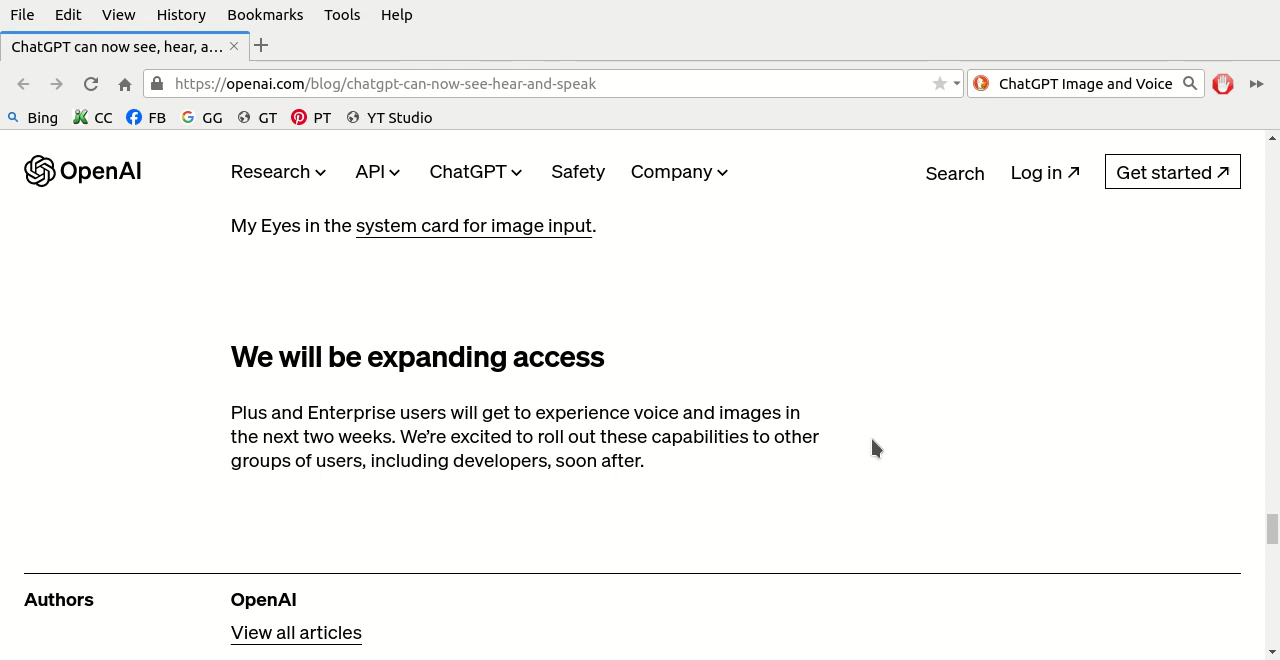 File Edit View History Bookmarks Tools Help
ChatGPT can now see, hear, a…
https://openai.com/blog/chatgpt-can-now-see-hear-and-speak
ChatGPT Image and Voice
Bing CC FB GG GT PT YT Studio
OpenAI Research API ChatGPT Safety Company Search Log in Get started
My Eyes in the system card for image input.
We will be expanding access
Plus and Enterprise users will get to experience voice and images in
the next two weeks. We’re excited to roll out these capabilities to other
groups of users, including developers, soon after.
Authors
OpenAI
View all articles